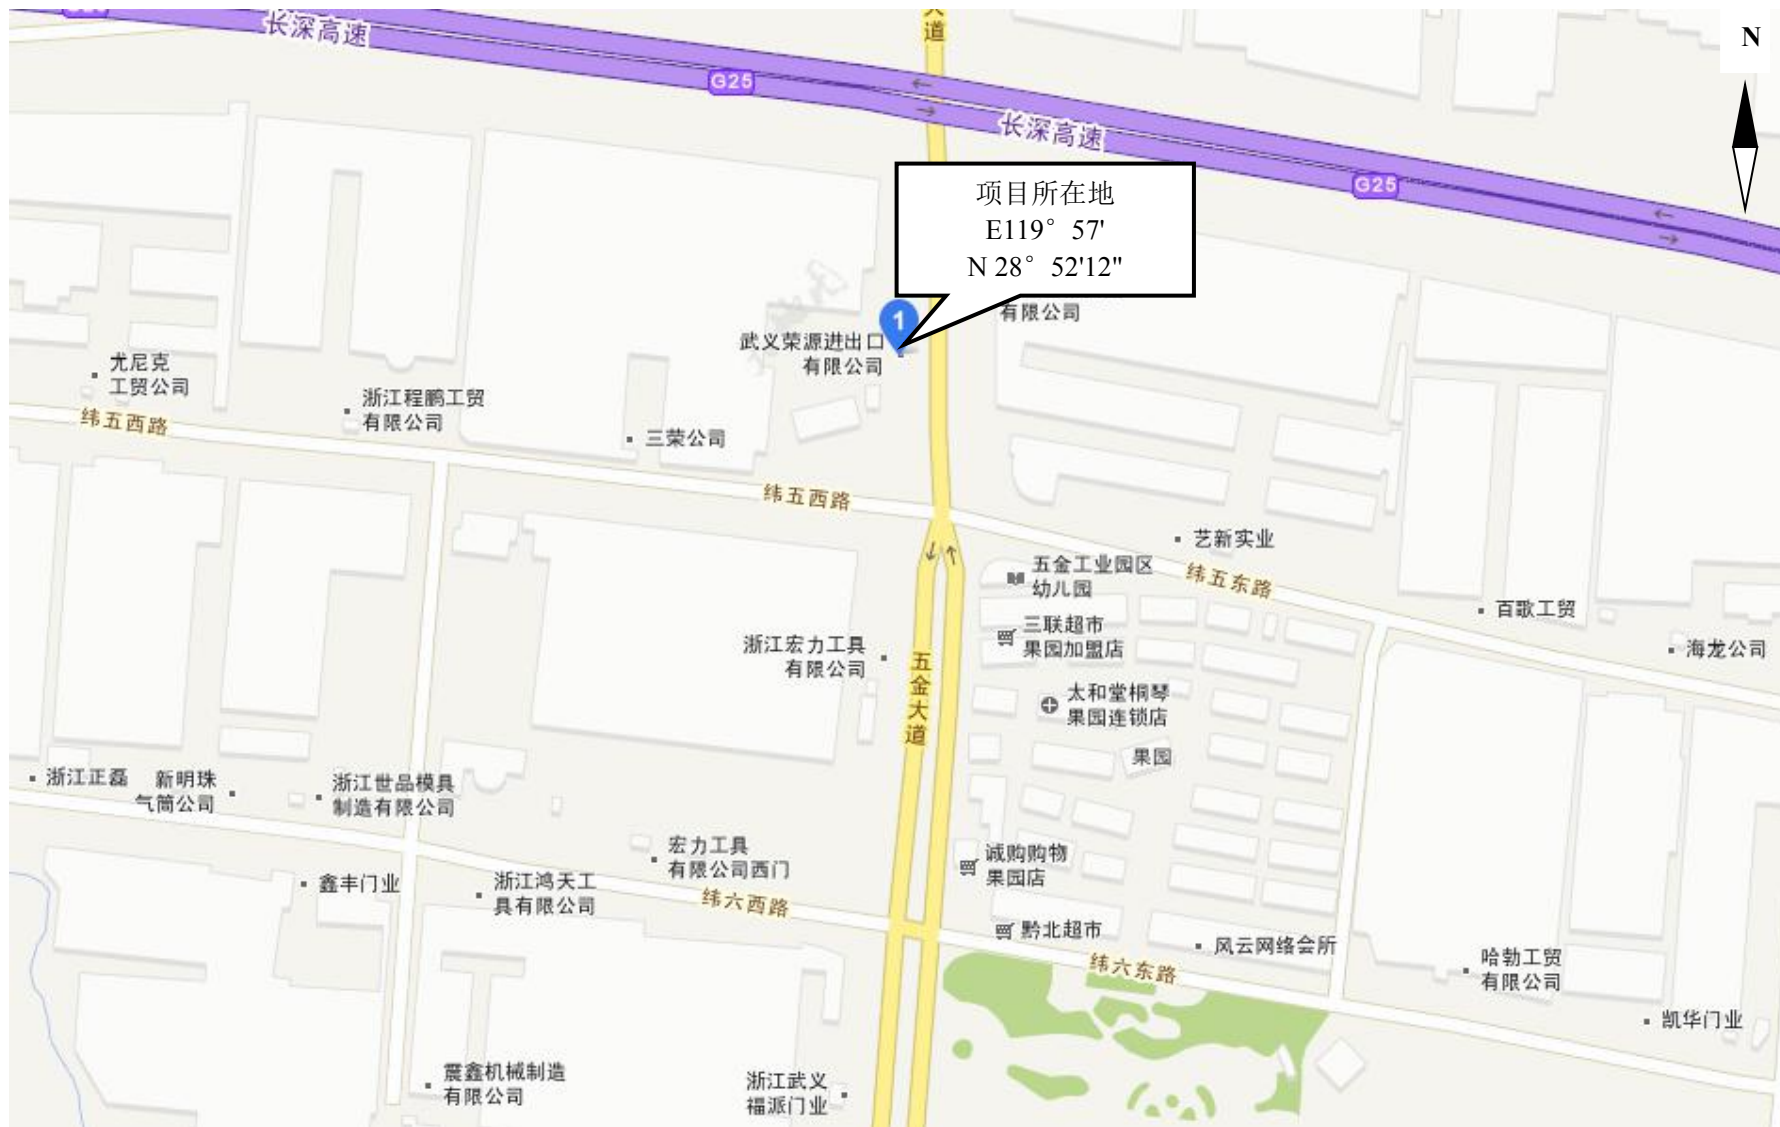 大
道
N
长深高速
G25
长深高速
G25
项目所在地
E119°57'
N 28°52'12"
1
有限公司
武义荣源进出口
有限公司
尤尼克
工贸公司
浙江程鹏工贸
有限公司
纬五西路
三荣公司
纬五西路
艺新实业
五金工业园区
幼儿园
纬五东路
百歌工贸
三联超市
果园加盟店
海龙公司
浙江宏力工具
有限公司
五
金
大
道
太和堂桐琴
果园连锁店
果园
浙江正磊
新明珠
气筒公司
浙江世品模具
制造有限公司
宏力工具
有限公司西门
诚购购物
果园店
鑫丰门业
浙江鸿天工
具有限公司
纬六西路
黔北超市
风云网络会所
纬六东路
哈勃工贸
有限公司
凯华门业
震鑫机械制造
有限公司
浙江武义
福派门业